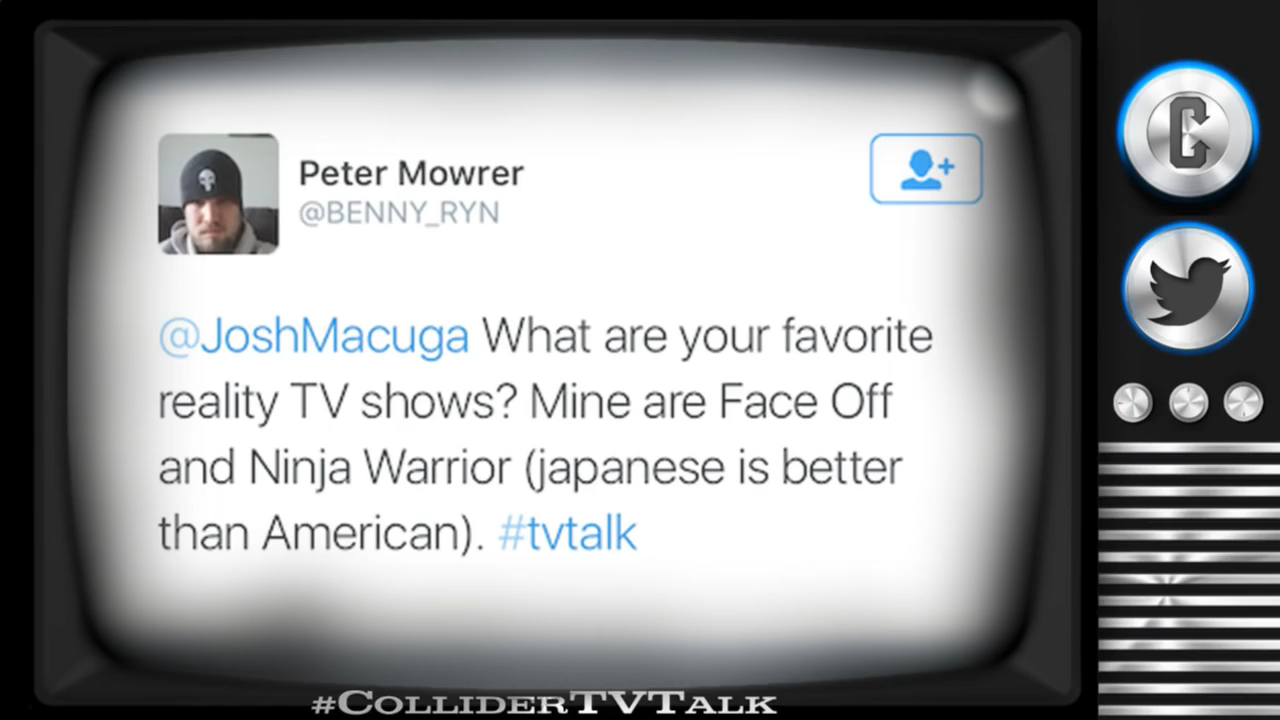 Peter Mowrer
@BENNY_RYN
@JoshMacuga What are your favorite
reality TV shows? Mine are Face Off
and Ninja Warrior (japanese is better
than American). #tvtalk
#ColliderTVTalk